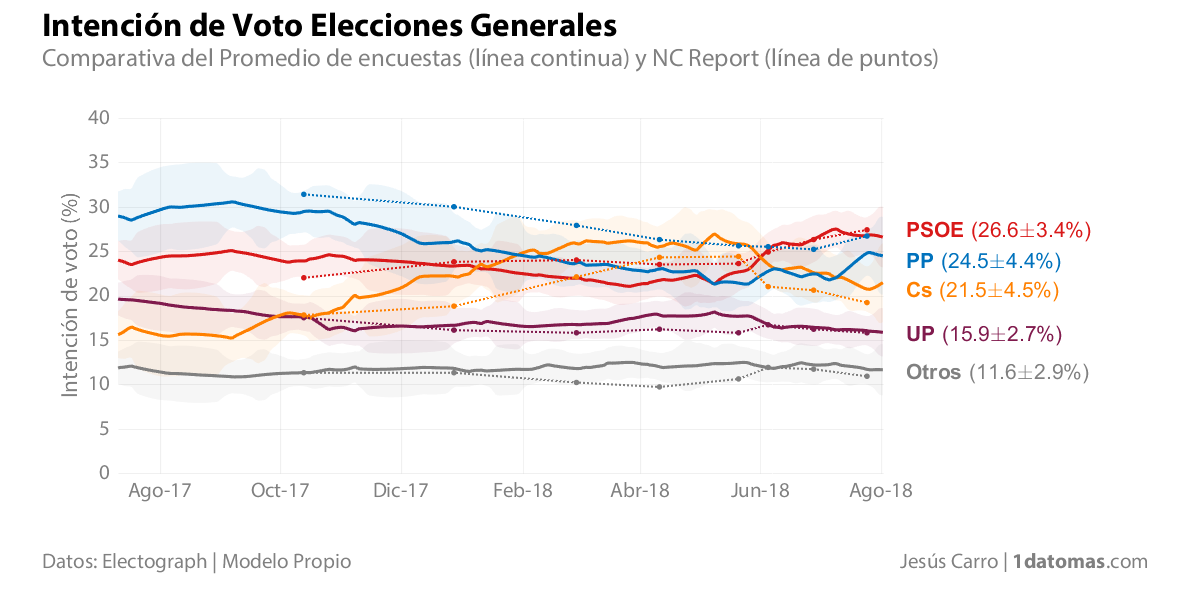 Intención de Voto Elecciones Generales
Comparativa del Promedio de encuestas (línea continua) y NC Report (línea de puntos)
Intención de voto (%)
40
35
30
25
20
15
10
5
0
Ago-17
Oct-17
Dic-17
Feb-18
Abr-18
Jun-18
Ago-18
PSOE (26.6±3.4%)
PP (24.5±4.4%)
Cs (21.5±4.5%)
UP (15.9±2.7%)
Otros (11.6±2.9%)
Datos: Electograph | Modelo Propio
Jesús Carro | 1datomas.com